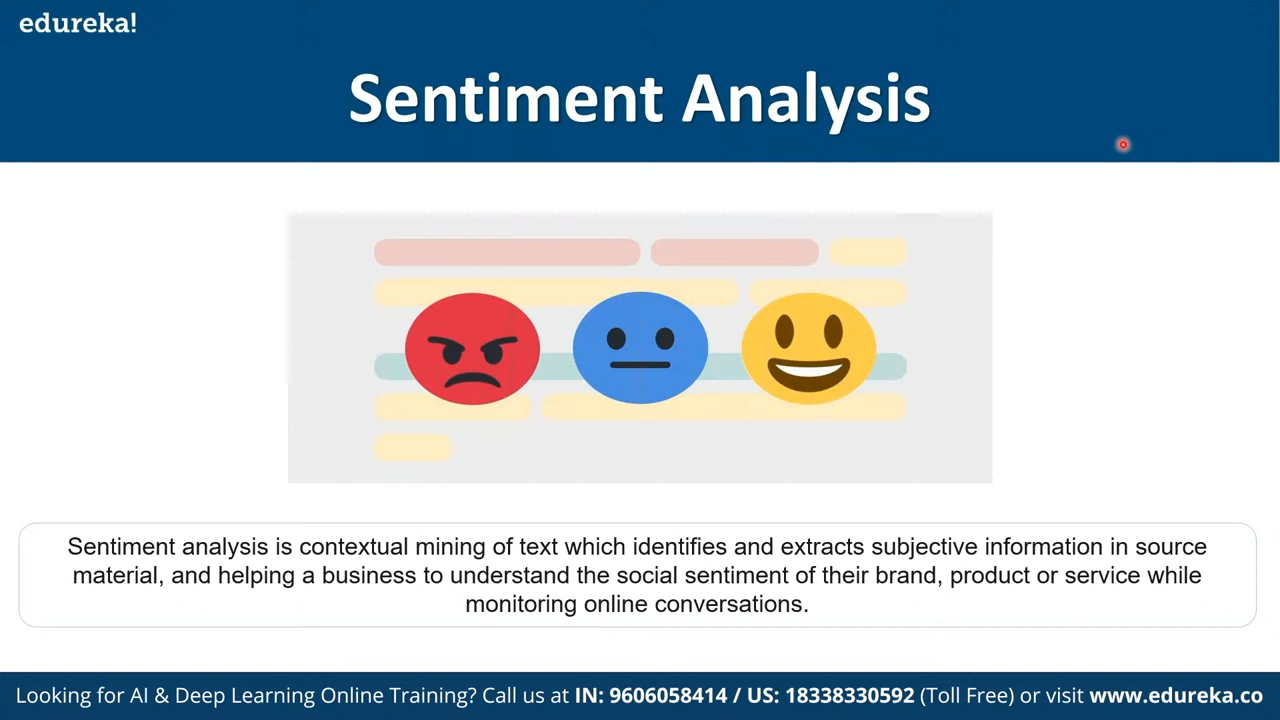 edureka!
Sentiment Analysis
Sentiment analysis is contextual mining of text which identifies and extracts subjective information in source
material, and helping a business to understand the social sentiment of their brand, product or service while
monitoring online conversations.
Looking for AI & Deep Learning Online Training? Call us at IN: 9606058414 / US: 18338330592 (Toll Free) or visit www.edureka.co